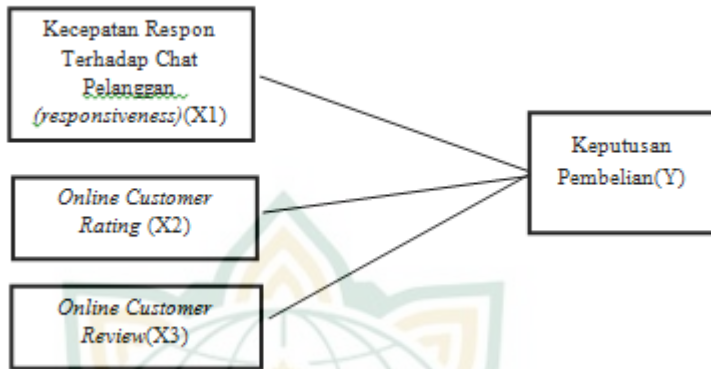 Kecepatan Respon
Terhadap Chat
Pelanggan
(responsiveness)(X1)
Keputusan
Pembelian(Y)
Online Customer
Rating (X2)
Online Customer
Review(X3)